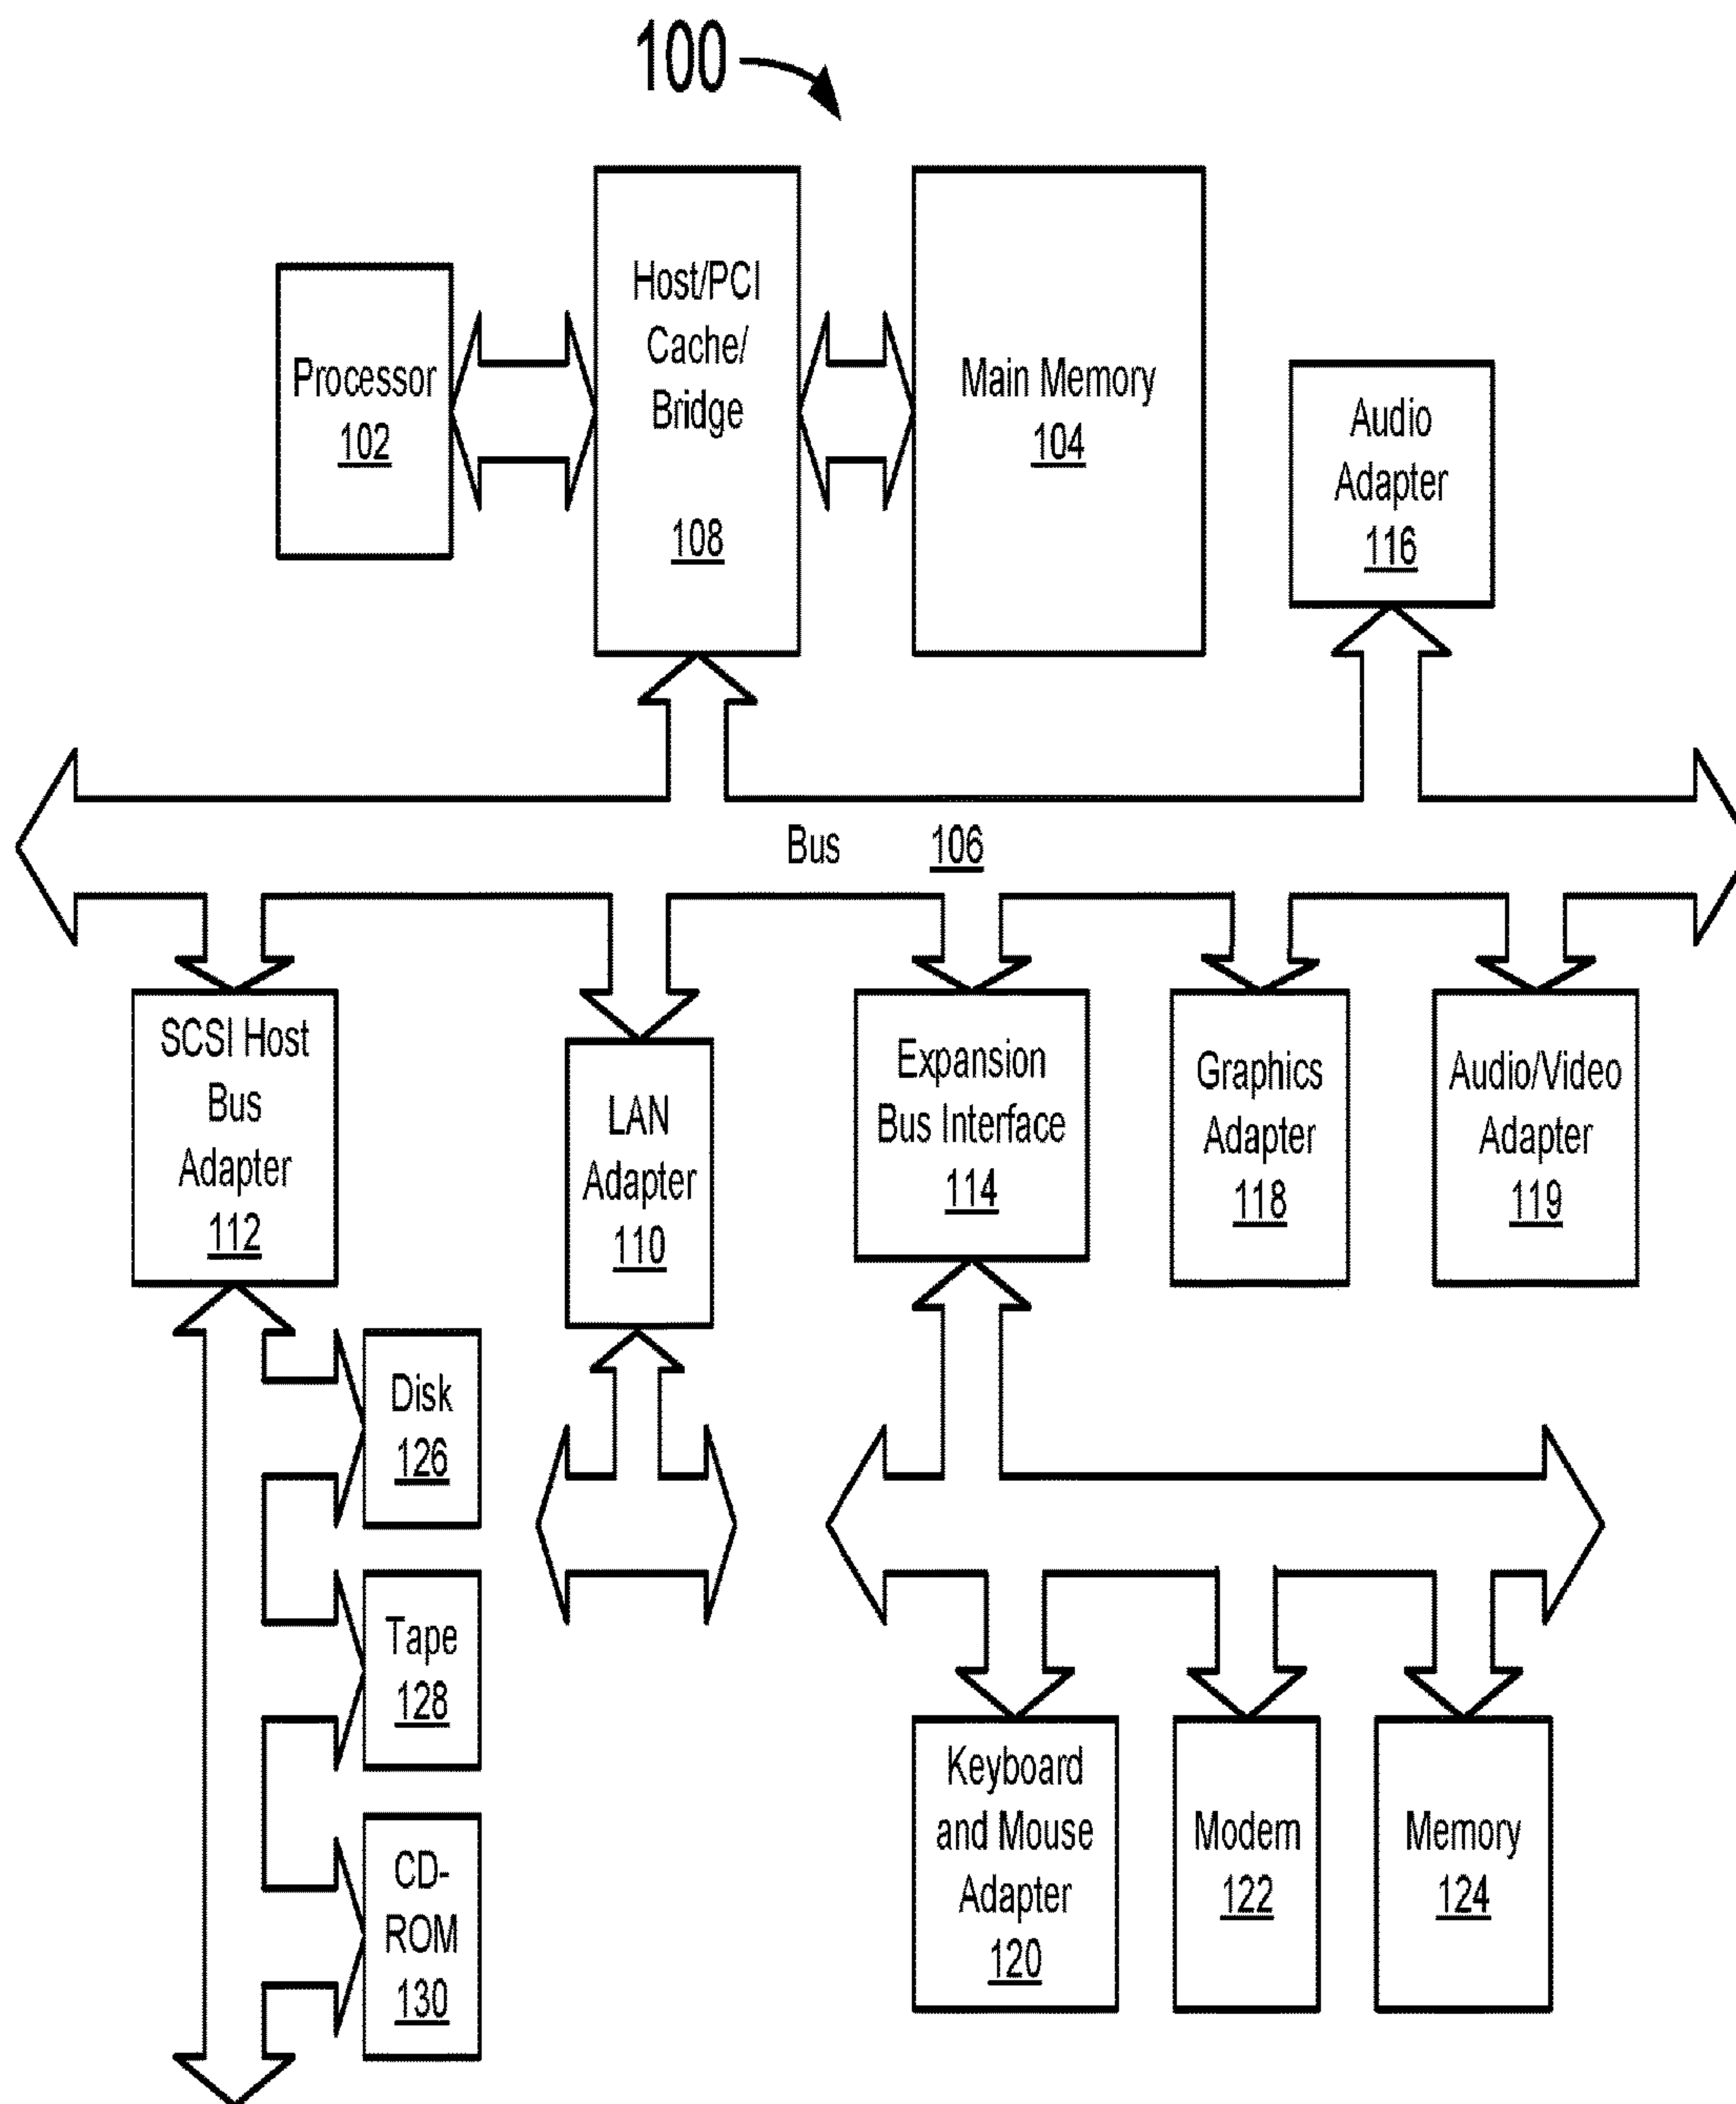 100
Host/PCI
Cache/
Bridge
108
Processor
102
Main Memory
104
Audio
Adapter
116
Bus 106
SCSI Host
Bus
Adapter
112
LAN
Adapter
110
Expansion
Bus Interface
114
Graphics
Adapter
118
Audio/Video
Adapter
119
Disk
126
Tape
128
CD-
ROM
130
Keyboard
and Mouse
Adapter
120
Modem
122
Memory
124